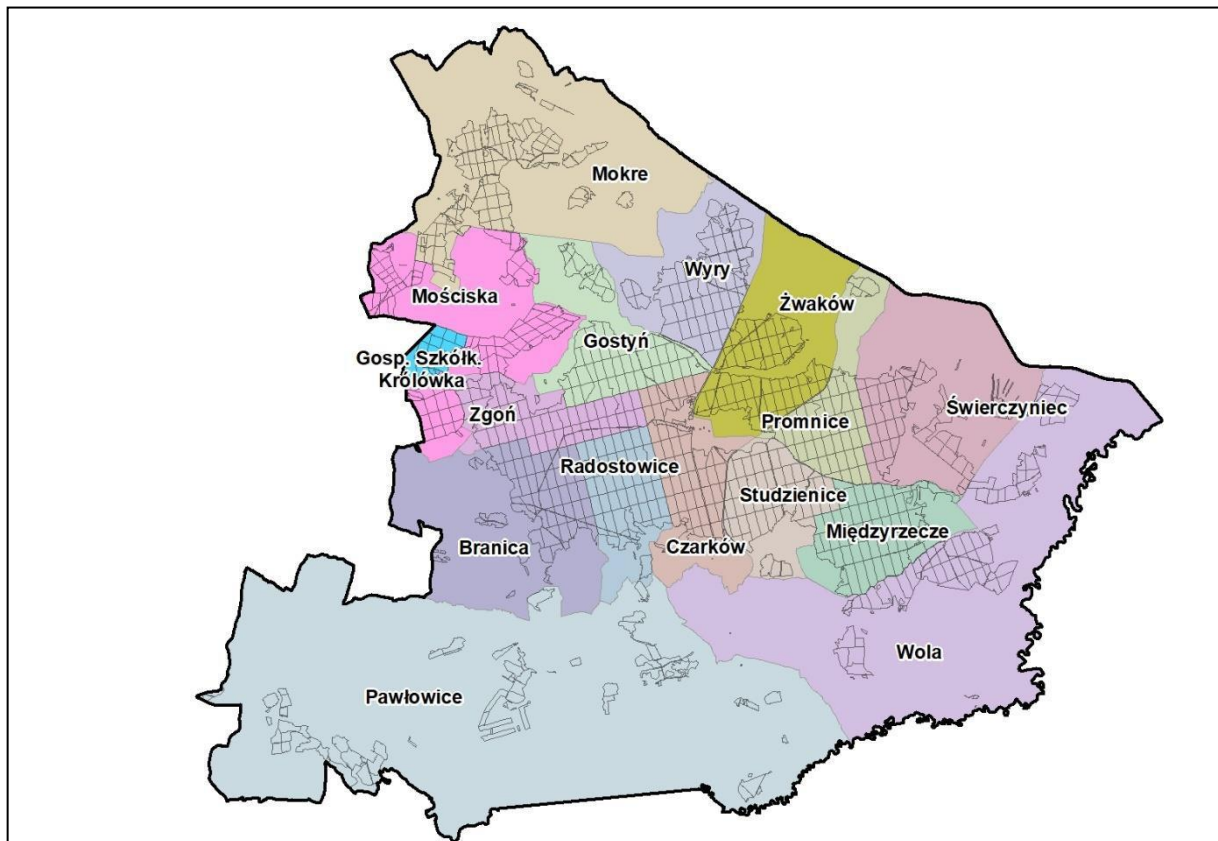 Mokre
Wyry
Mościska
Żwaków
Gostyń
Gosp. Szkółk.
Królówka
Zgoń
Promnice
Świerczyniec
Radostowice
Studzienice
Międzyrzecze
Branica
Czarków
Wola
Pawłowice